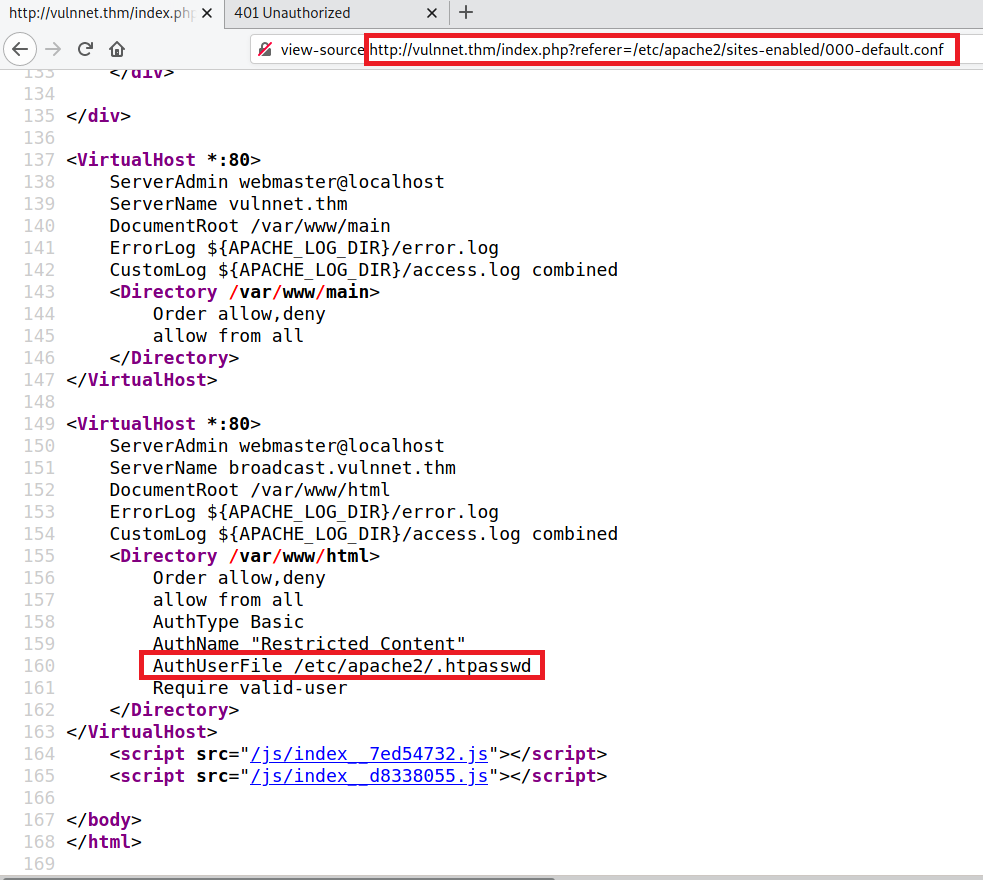 http://vulnnet.thm/index.php
401 Unauthorized
view-source:http://vulnnet.thm/index.php?referer=/etc/apache2/sites-enabled/000-default.conf
133 </div>
134
135 </div>
136
137 <VirtualHost *:80>
138 ServerAdmin webmaster@localhost
139 ServerName vulnnet.thm
140 DocumentRoot /var/www/main
141 ErrorLog ${APACHE_LOG_DIR}/error.log
142 CustomLog ${APACHE_LOG_DIR}/access.log combined
143 <Directory /var/www/main>
144 Order allow,deny
145 allow from all
146 </Directory>
147 </VirtualHost>
148
149 <VirtualHost *:80>
150 ServerAdmin webmaster@localhost
151 ServerName broadcast.vulnnet.thm
152 DocumentRoot /var/www/html
153 ErrorLog ${APACHE_LOG_DIR}/error.log
154 CustomLog ${APACHE_LOG_DIR}/access.log combined
155 <Directory /var/www/html>
156 Order allow,deny
157 allow from all
158 AuthType Basic
159 AuthName "Restricted Content"
160 AuthUserFile /etc/apache2/.htpasswd
161 Require valid-user
162 </Directory>
163 </VirtualHost>
164 <script src="/js/index__7ed54732.js"></script>
165 <script src="/js/index__d8338055.js"></script>
166
167 </body>
168 </html>
169